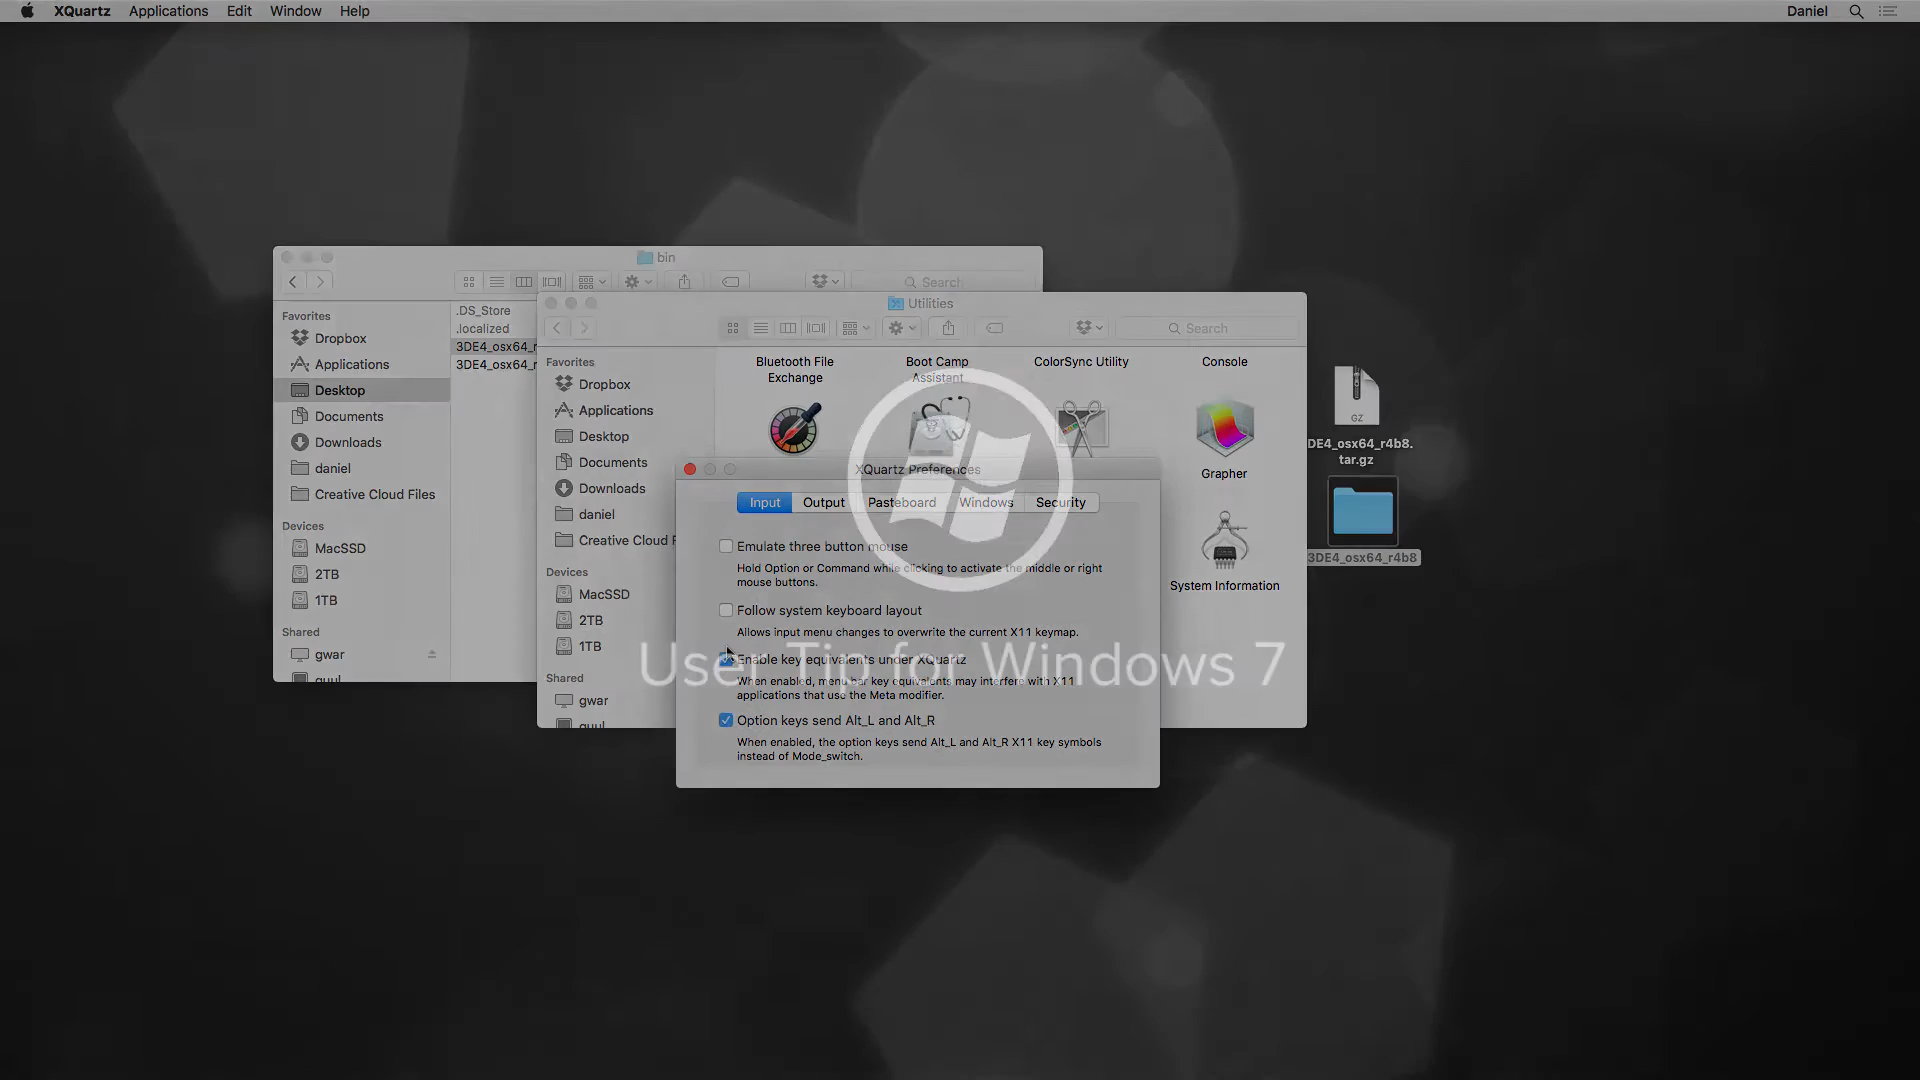 XQuartz Applications Edit Window Help
Daniel
bin
Search
Favorites
Dropbox
Applications
Desktop
Documents
Downloads
daniel
Creative Cloud Files
Devices
MacSSD
2TB
1TB
Shared
gwar
.DS_Store
.localized
3DE4_osx64_r
3DE4_osx64_r
Utilities
Search
Favorites
Dropbox
Applications
Desktop
Documents
Downloads
daniel
Creative Cloud F
Devices
MacSSD
2TB
1TB
Shared
gwar
Bluetooth File
Exchange
Boot Camp
Assistant
ColorSync Utility
Console
Grapher
System Information
XQuartz Preferences
Input Output Pasteboard Windows Security
Emulate three button mouse
Hold Option or Command while clicking to activate the middle or right
mouse buttons.
Follow system keyboard layout
Allows input menu changes to overwrite the current X11 keymap.
Enable key equivalents under XQuartz
When enabled, menu bar key equivalents may interfere with X11
applications that use the Meta modifier.
Option keys send Alt_L and Alt_R
When enabled, the option keys send Alt_L and Alt_R X11 key symbols
instead of Mode_switch.
User Tip for Windows 7
GZ
DE4_osx64_r4b8.
tar.gz
3DE4_osx64_r4b8